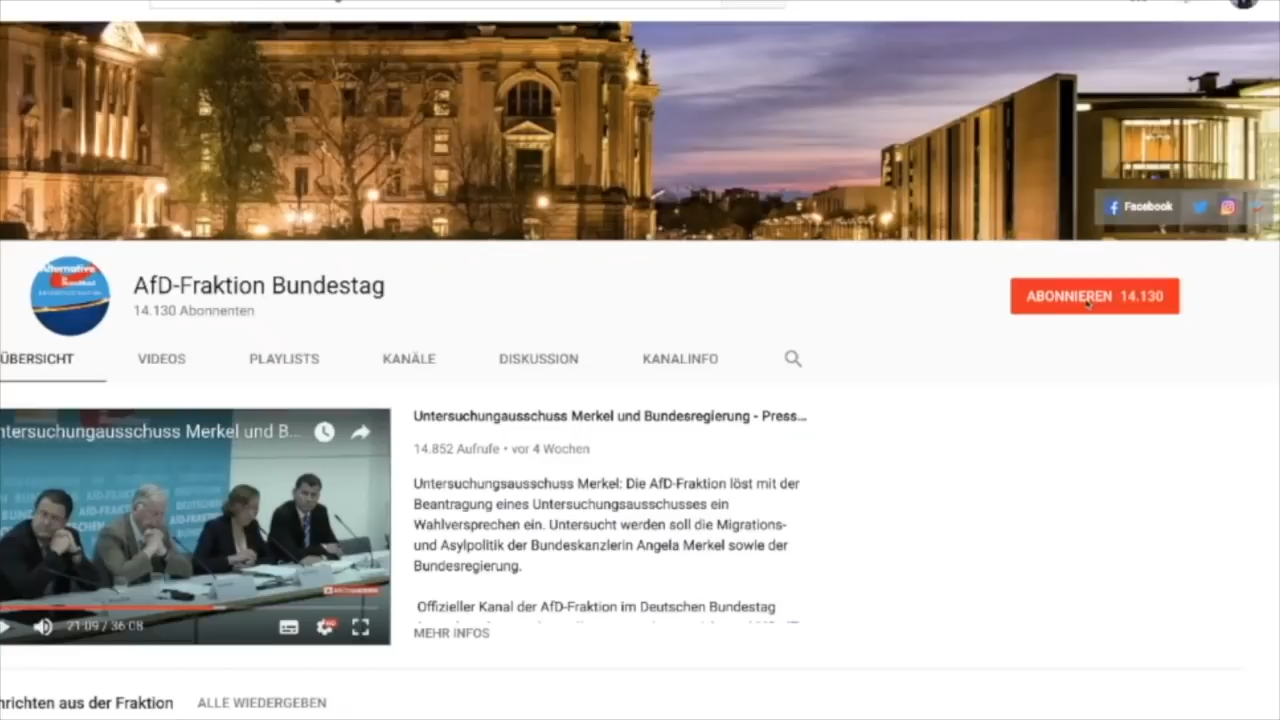 Facebook
Alternative
AfD-Fraktion Bundestag
14.130 Abonnenten
ABONNIEREN 14.130
ÜBERSICHT VIDEOS PLAYLISTS KANÄLE DISKUSSION KANALINFO
ntersuchungausschuss Merkel und B...
21:09 / 36:08
Untersuchungausschuss Merkel und Bundesregierung - Press...
14.852 Aufrufe • vor 4 Wochen
Untersuchungsausschuss Merkel: Die AfD-Fraktion löst mit der
Beantragung eines Untersuchungsausschusses ein
Wahlversprechen ein. Untersucht werden soll die Migrations-
und Asylpolitik der Bundeskanzlerin Angela Merkel sowie der
Bundesregierung.
Offizieller Kanal der AfD-Fraktion im Deutschen Bundestag
MEHR INFOS
hrichten aus der Fraktion ALLE WIEDERGEBEN